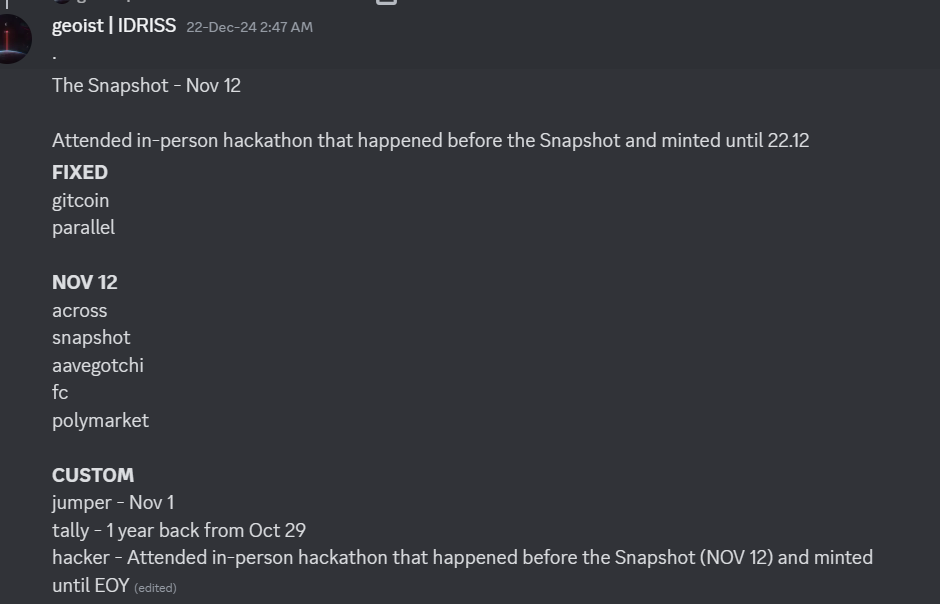 geoist | IDRISS 22-Dec-24 2:47 AM
.
The Snapshot - Nov 12
Attended in-person hackathon that happened before the Snapshot and minted until 22.12
FIXED
gitcoin
parallel
NOV 12
across
snapshot
aavegotchi
fc
polymarket
CUSTOM
jumper - Nov 1
tally - 1 year back from Oct 29
hacker - Attended in-person hackathon that happened before the Snapshot (NOV 12) and minted
until EOY (edited)